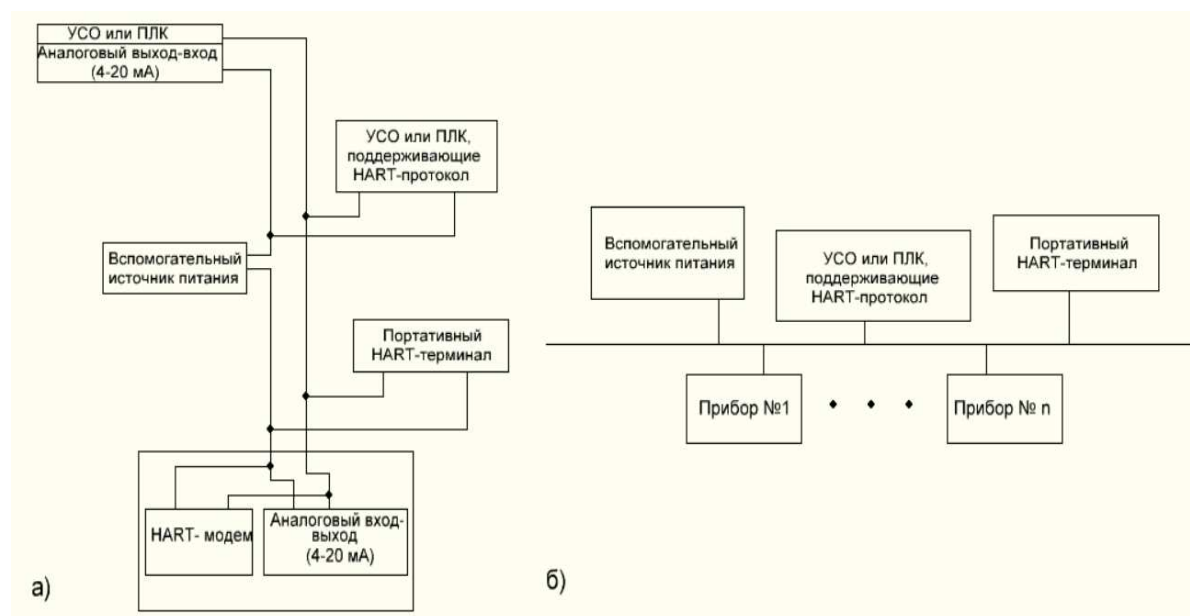 УСО или ПЛК
Аналоговый выход-вход
(4-20 мА)
УСО или ПЛК,
поддерживающие
HART-протокол
Вспомогательный
источник питания
Портативный
HART-терминал
HART- модем
Аналоговый вход-
выход
(4-20 мА)
а)
Вспомогательный
источник питания
УСО или ПЛК,
поддерживающие
HART-протокол
Портативный
HART-терминал
Прибор №1
Прибор № n
б)